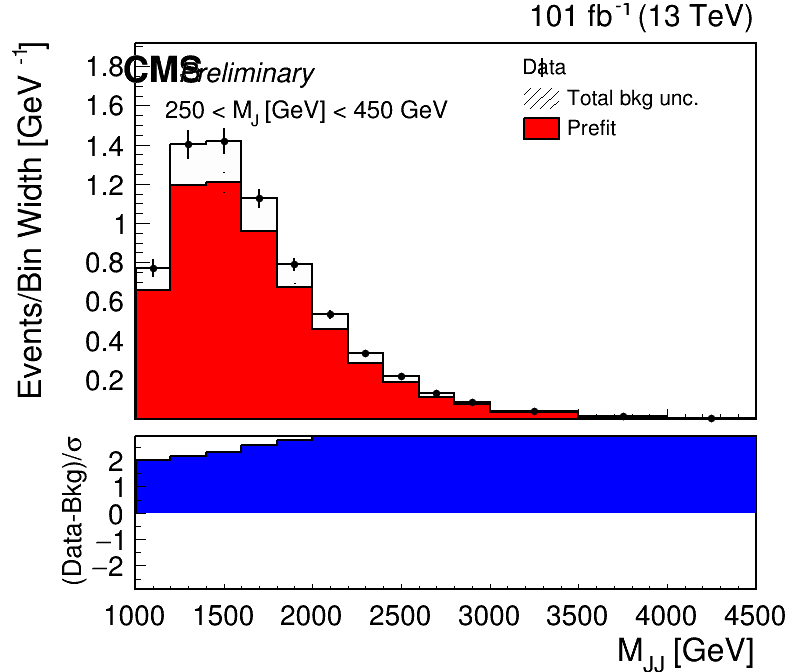 101 fb⁻¹ (13 TeV)
CMS Preliminary
250 < M_J [GeV] < 450 GeV
Data
Total bkg unc.
Prefit
Events/Bin Width [GeV⁻¹]
1.8
1.6
1.4
1.2
1
0.8
0.6
0.4
0.2
(Data-Bkg)/σ
2
1
0
−1
−2
1000 1500 2000 2500 3000 3500 4000 4500
M_JJ [GeV]